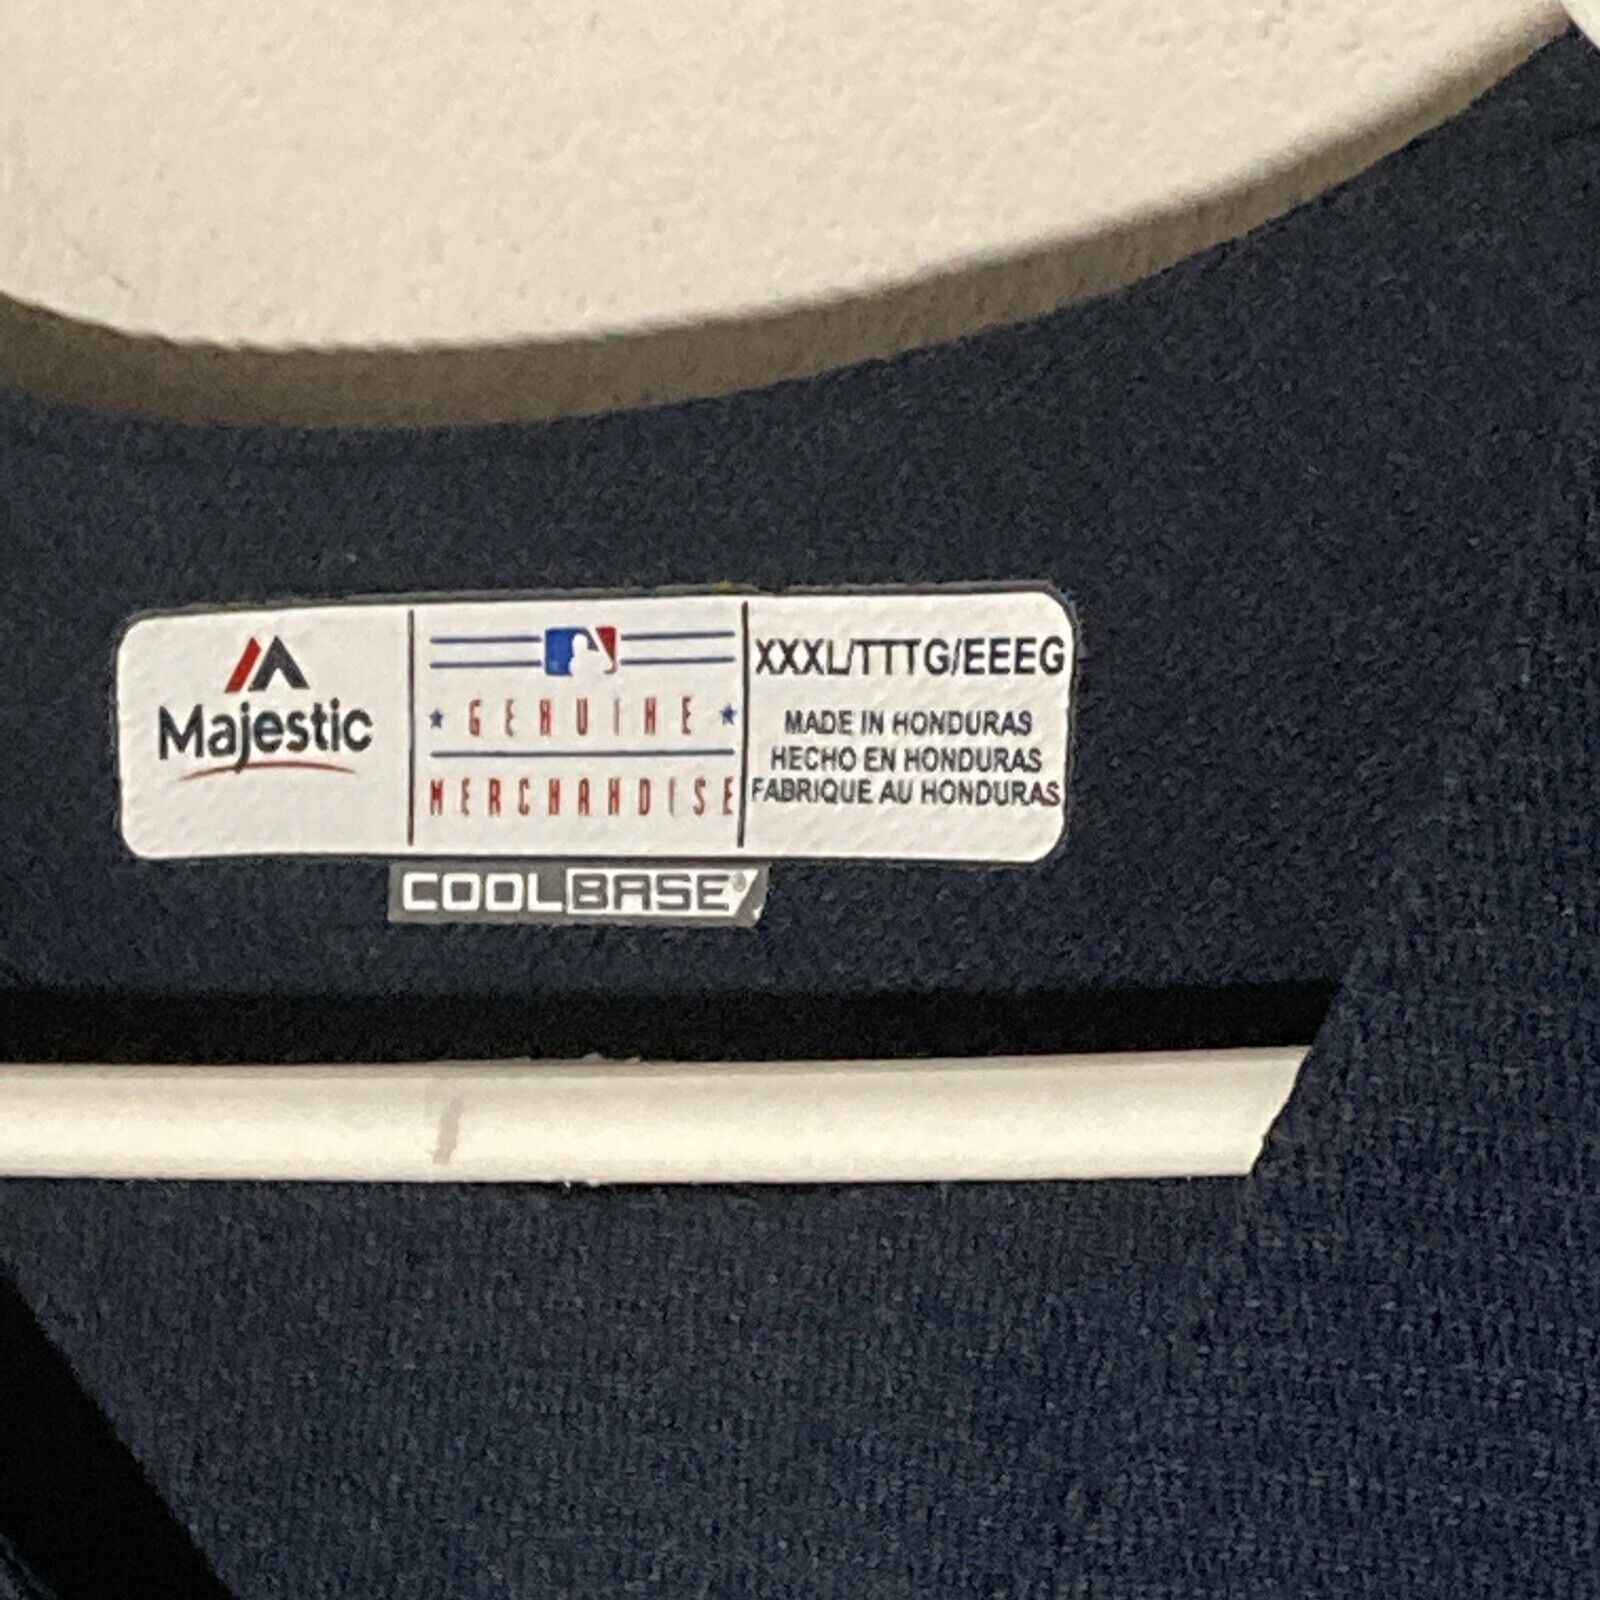 Majestic
GENUINE
MERCHANDISE
XXXL/TTTG/EEEG
MADE IN HONDURAS
HECHO EN HONDURAS
FABRIQUE AU HONDURAS
COOLBASE®